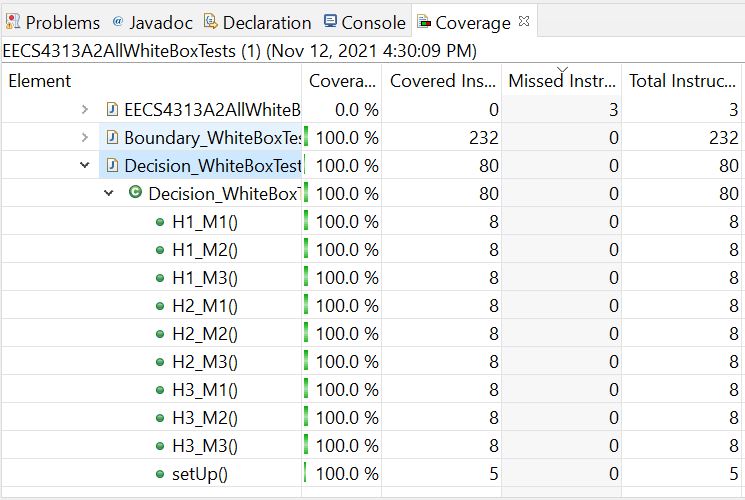 Problems @ Javadoc Declaration Console Coverage
EECS4313A2AllWhiteBoxTests (1) (Nov 12, 2021 4:30:09 PM)
Element Covera... Covered Ins... Missed Instr... Total Instruc...
EECS4313A2AllWhiteB 0.0 % 0 3 3
Boundary_WhiteBoxTes 100.0 % 232 0 232
Decision_WhiteBoxTest 100.0 % 80 0 80
Decision_WhiteBoxT 100.0 % 80 0 80
H1_M1() 100.0 % 8 0 8
H1_M2() 100.0 % 8 0 8
H1_M3() 100.0 % 8 0 8
H2_M1() 100.0 % 8 0 8
H2_M2() 100.0 % 8 0 8
H2_M3() 100.0 % 8 0 8
H3_M1() 100.0 % 8 0 8
H3_M2() 100.0 % 8 0 8
H3_M3() 100.0 % 8 0 8
setUp() 100.0 % 5 0 5